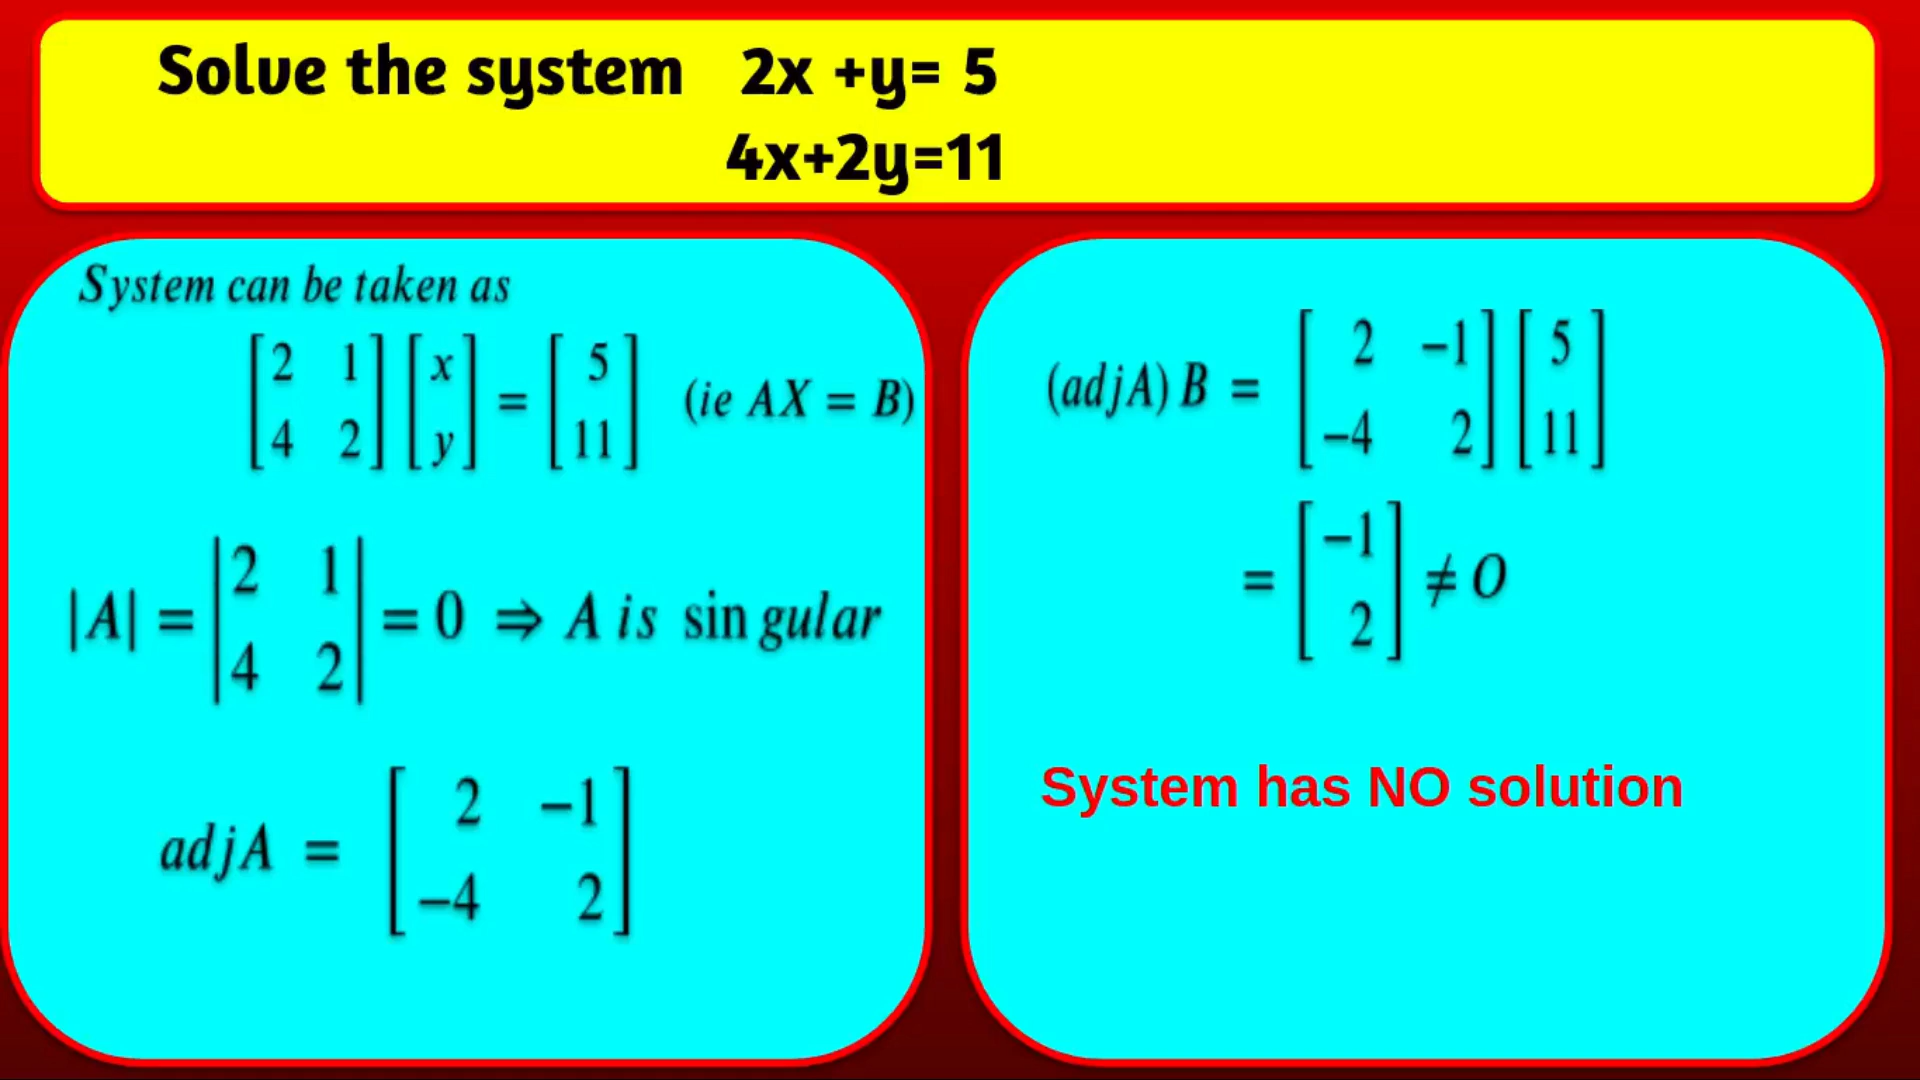 Solve the system 2x +y= 5
4x+2y=11
System can be taken as
[2 1; 4 2] [x; y] = [5; 11] (ie AX = B)
|A| = |2 1; 4 2| = 0 ⇒ A is sin gular
adjA = [2 −1; −4 2]
(adjA) B = [2 −1; −4 2] [5; 11]
= [−1; 2] ≠ O
System has NO solution